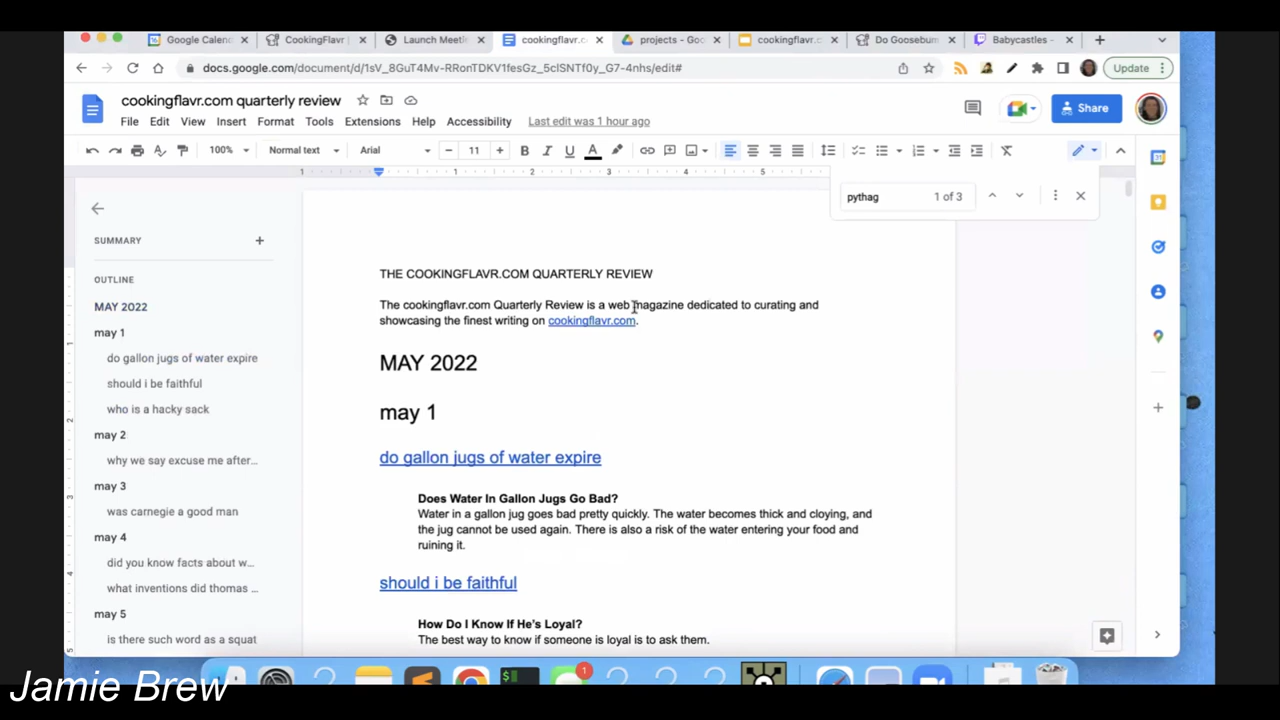 Google Calend
CookingFlavr |
Launch Meeti
cookingflavr.c
projects - Goo
cookingflavr.c
Do Goosebum
Babycastles -
docs.google.com/document/d/1sV_8GuT4Mv-RRonTDKV1fesGz_5cISNTf0y_G7-4nhs/edit#
Update
cookingflavr.com quarterly review
File Edit View Insert Format Tools Extensions Help Accessibility Last edit was 1 hour ago
Share
100% Normal text Arial 11 B I U A
1 1 2 3 4 5
pythag 1 of 3
SUMMARY
OUTLINE
MAY 2022
may 1
do gallon jugs of water expire
should i be faithful
who is a hacky sack
may 2
why we say excuse me after...
may 3
was carnegie a good man
may 4
did you know facts about w...
what inventions did thomas ...
may 5
is there such word as a squat
THE COOKINGFLAVR.COM QUARTERLY REVIEW
The cookingflavr.com Quarterly Review is a web magazine dedicated to curating and
showcasing the finest writing on cookingflavr.com.
MAY 2022
may 1
do gallon jugs of water expire
Does Water In Gallon Jugs Go Bad?
Water in a gallon jug goes bad pretty quickly. The water becomes thick and cloying, and
the jug cannot be used again. There is also a risk of the water entering your food and
ruining it.
should i be faithful
How Do I Know If He's Loyal?
The best way to know if someone is loyal is to ask them.
1
Jamie Brew